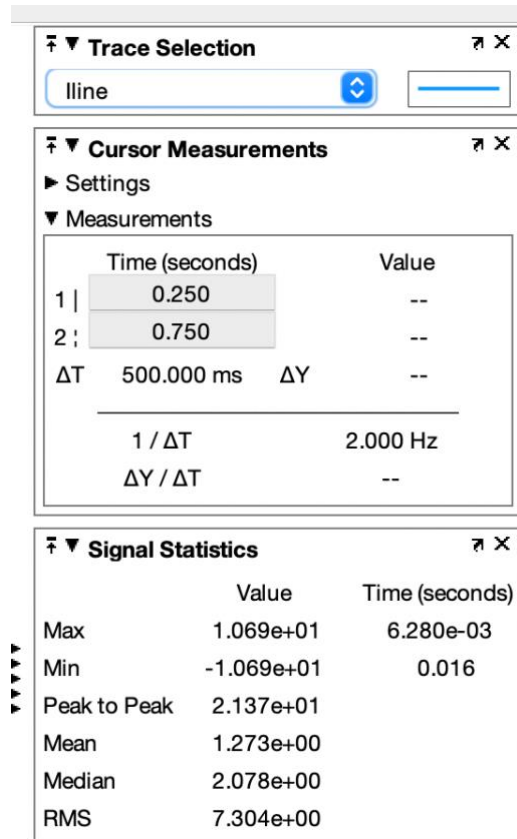 Trace Selection
Iline
Cursor Measurements
Settings
Measurements
Time (seconds) Value
1 | 0.250 --
2 ¦ 0.750 --
ΔT 500.000 ms ΔY --
1 / ΔT 2.000 Hz
ΔY / ΔT --
Signal Statistics
Value Time (seconds)
Max 1.069e+01 6.280e-03
Min -1.069e+01 0.016
Peak to Peak 2.137e+01
Mean 1.273e+00
Median 2.078e+00
RMS 7.304e+00